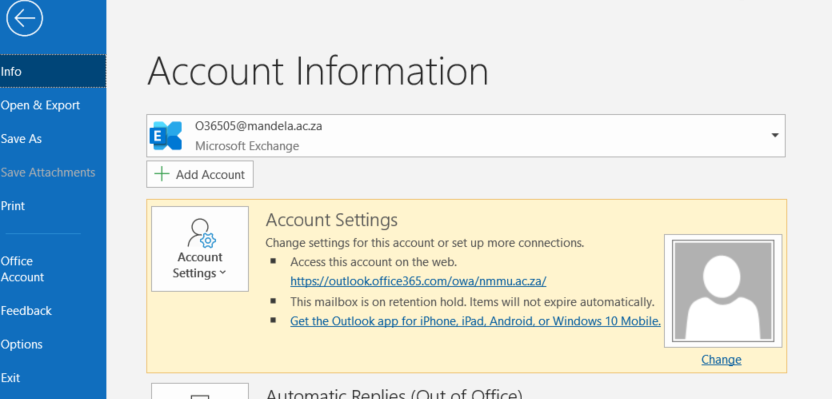 Info
Open & Export
Save As
Save Attachments
Print
Office
Account
Feedback
Options
Exit
Account Information
E
O36505@mandela.ac.za
Microsoft Exchange
Add Account
Account
Settings
Account Settings
Change settings for this account or set up more connections.
Access this account on the web.
https://outlook.office365.com/owa/nmmu.ac.za/
This mailbox is on retention hold. Items will not expire automatically.
Get the Outlook app for iPhone, iPad, Android, or Windows 10 Mobile.
Change
Automatic Replies (Out of Office)